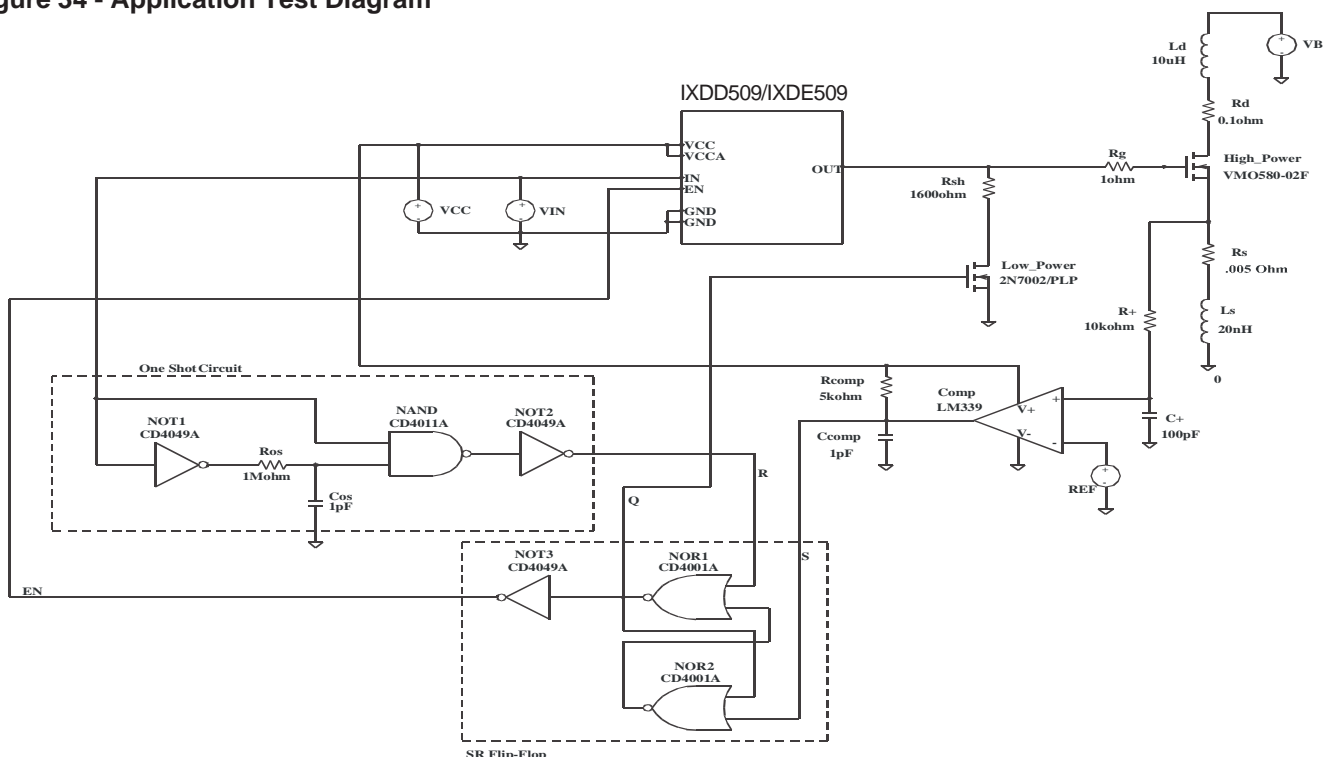 gure 34 - Application Test Diagram
Ld
10uH
+
-
VB
Rd
0.1ohm
IXDD509/IXDE509
VCC
VCCA
IN
EN
GND
GND
OUT
Rg
1ohm
High_Power
VMO580-02F
Rsh
1600ohm
+
-
VCC
+
-
VIN
Low_Power
2N7002/PLP
Rs
.005 Ohm
R+
10kohm
Ls
20nH
0
One Shot Circuit
NOT1
CD4049A
Ros
1Mohm
Cos
1pF
NAND
CD4011A
NOT2
CD4049A
Rcomp
5kohm
Ccomp
1pF
Comp
LM339
V+
V-
+
-
C+
100pF
REF
+
-
R
Q
S
EN
NOT3
CD4049A
NOR1
CD4001A
NOR2
CD4001A
SR Flip-Flop